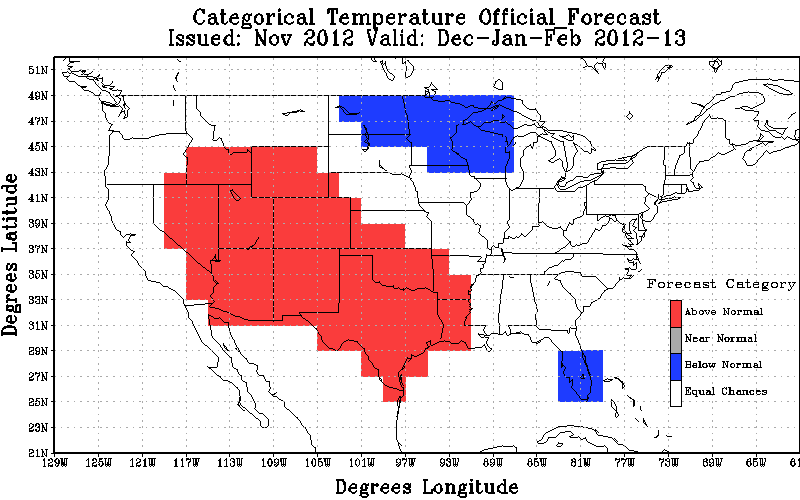 Categorical Temperature Official_Forecast
Issued: Nov 2012 Valid: Dec-Jan-Feb 2012-13
51N
49N
47N
45N
43N
41N
39N
37N
35N
33N
31N
29N
27N
25N
23N
21N
Degrees Latitude
Forecast Category
Above Normal
Near Normal
Below Normal
Equal Chances
129W 125W 121W 117W 113W 109W 105W 101W 97W 93W 89W 85W 81W 77W 73W 69W 65W 61
Degrees Longitude